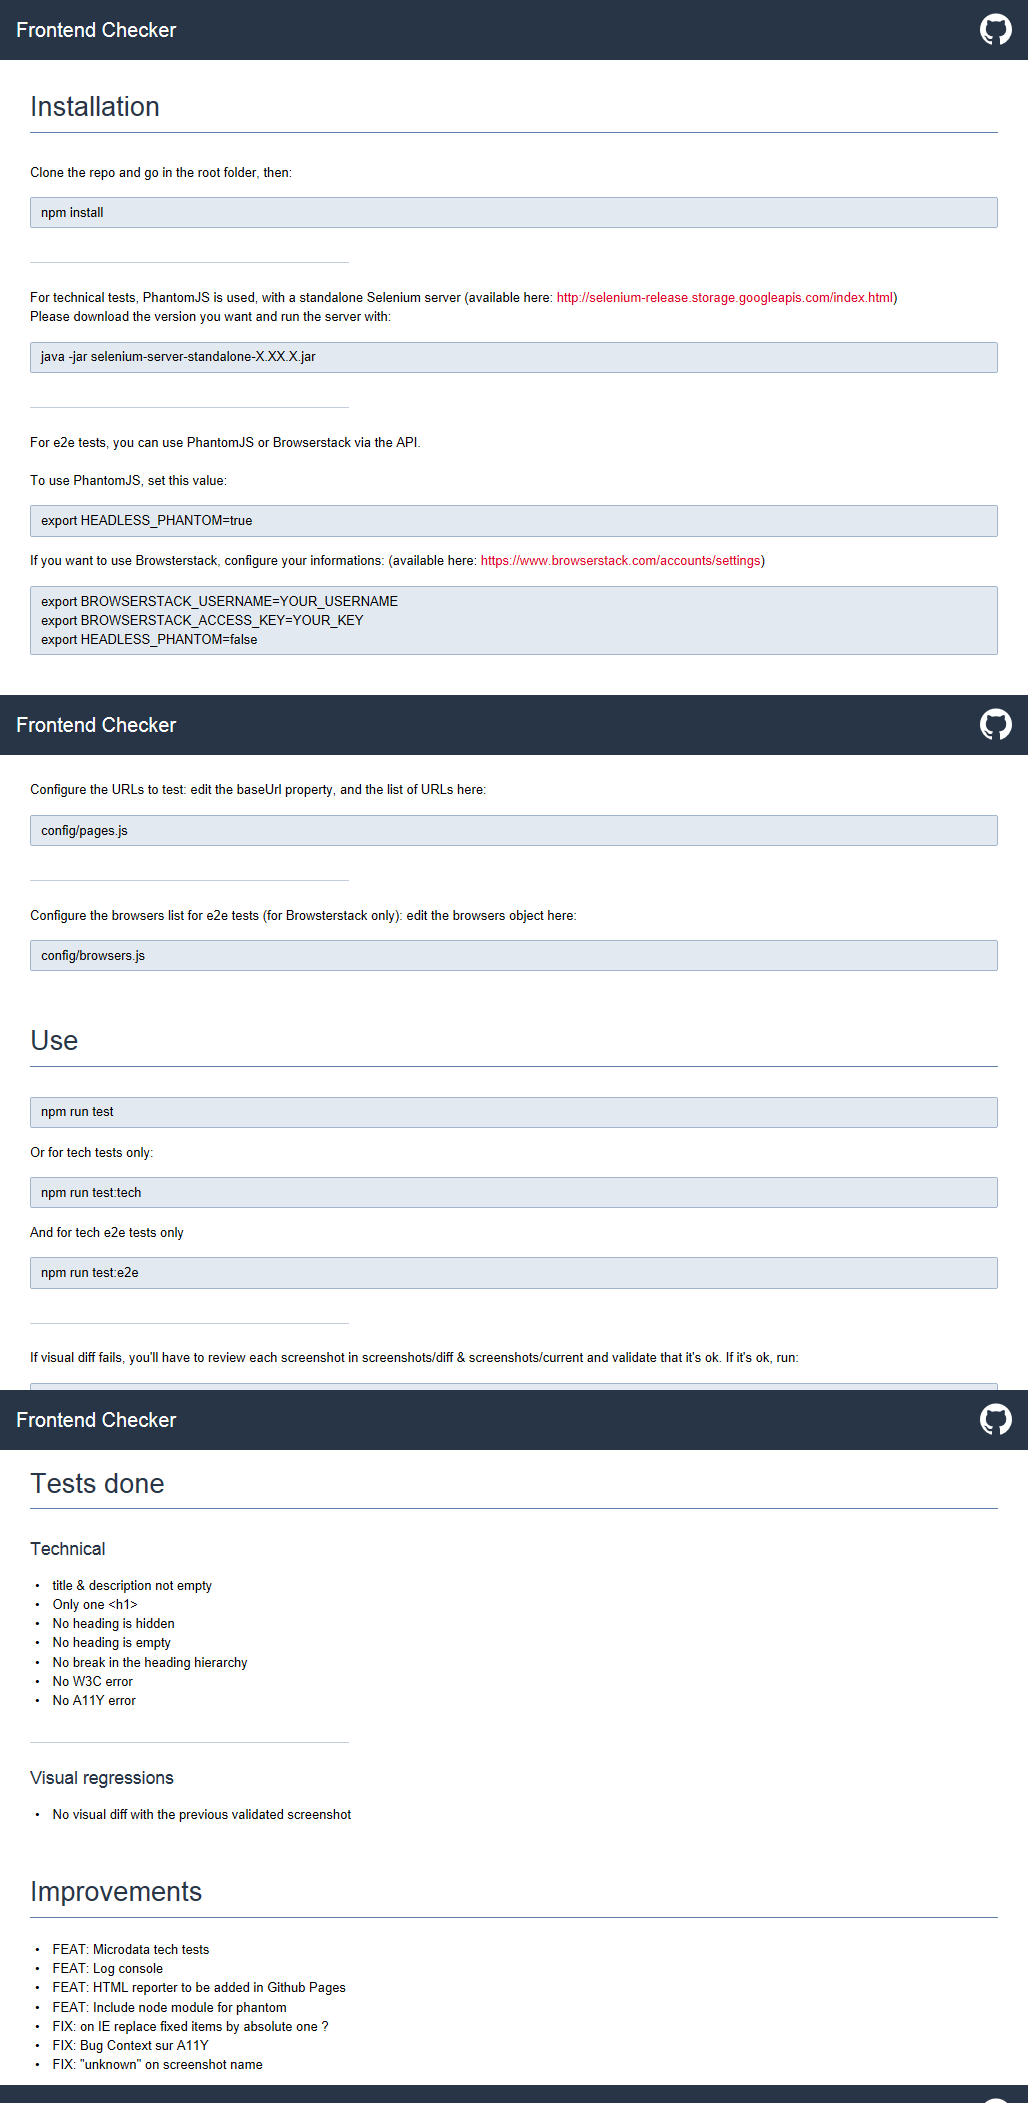 Frontend Checker
Installation
Clone the repo and go in the root folder, then:
npm install
For technical tests, PhantomJS is used, with a standalone Selenium server (available here: http://selenium-release.storage.googleapis.com/index.html)
Please download the version you want and run the server with:
java -jar selenium-server-standalone-X.XX.X.jar
For e2e tests, you can use PhantomJS or Browserstack via the API.
To use PhantomJS, set this value:
export HEADLESS_PHANTOM=true
If you want to use Browsterstack, configure your informations: (available here: https://www.browserstack.com/accounts/settings)
export BROWSERSTACK_USERNAME=YOUR_USERNAME
export BROWSERSTACK_ACCESS_KEY=YOUR_KEY
export HEADLESS_PHANTOM=false
Frontend Checker
Configure the URLs to test: edit the baseUrl property, and the list of URLs here:
config/pages.js
Configure the browsers list for e2e tests (for Browsterstack only): edit the browsers object here:
config/browsers.js
Use
npm run test
Or for tech tests only:
npm run test:tech
And for tech e2e tests only
npm run test:e2e
If visual diff fails, you'll have to review each screenshot in screenshots/diff & screenshots/current and validate that it's ok. If it's ok, run:
Frontend Checker
Tests done
Technical
• title & description not empty
• Only one <h1>
• No heading is hidden
• No heading is empty
• No break in the heading hierarchy
• No W3C error
• No A11Y error
Visual regressions
• No visual diff with the previous validated screenshot
Improvements
• FEAT: Microdata tech tests
• FEAT: Log console
• FEAT: HTML reporter to be added in Github Pages
• FEAT: Include node module for phantom
• FIX: on IE replace fixed items by absolute one ?
• FIX: Bug Context sur A11Y
• FIX: "unknown" on screenshot name